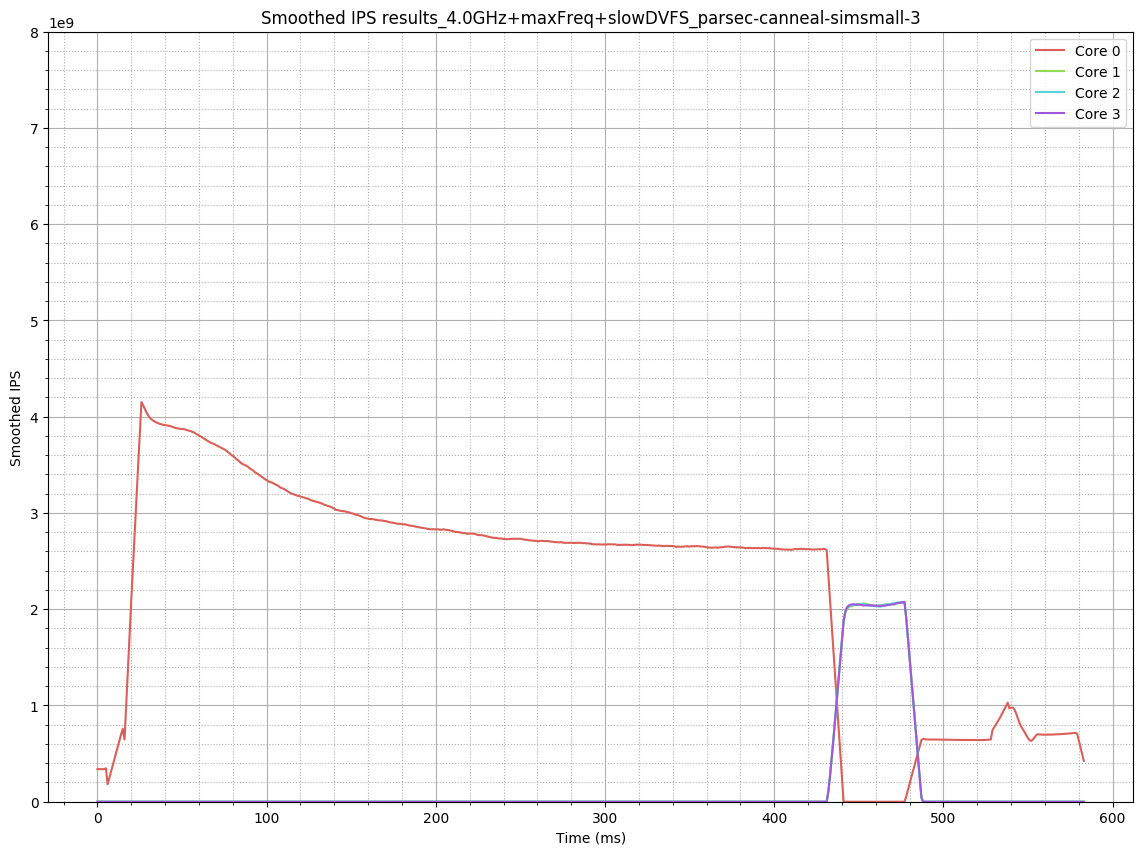 Smoothed IPS results_4.0GHz+maxFreq+slowDVFS_parsec-canneal-simsmall-3
1e9
8
7
6
5
4
3
2
1
0
Smoothed IPS
Core 0
Core 1
Core 2
Core 3
0 100 200 300 400 500 600
Time (ms)